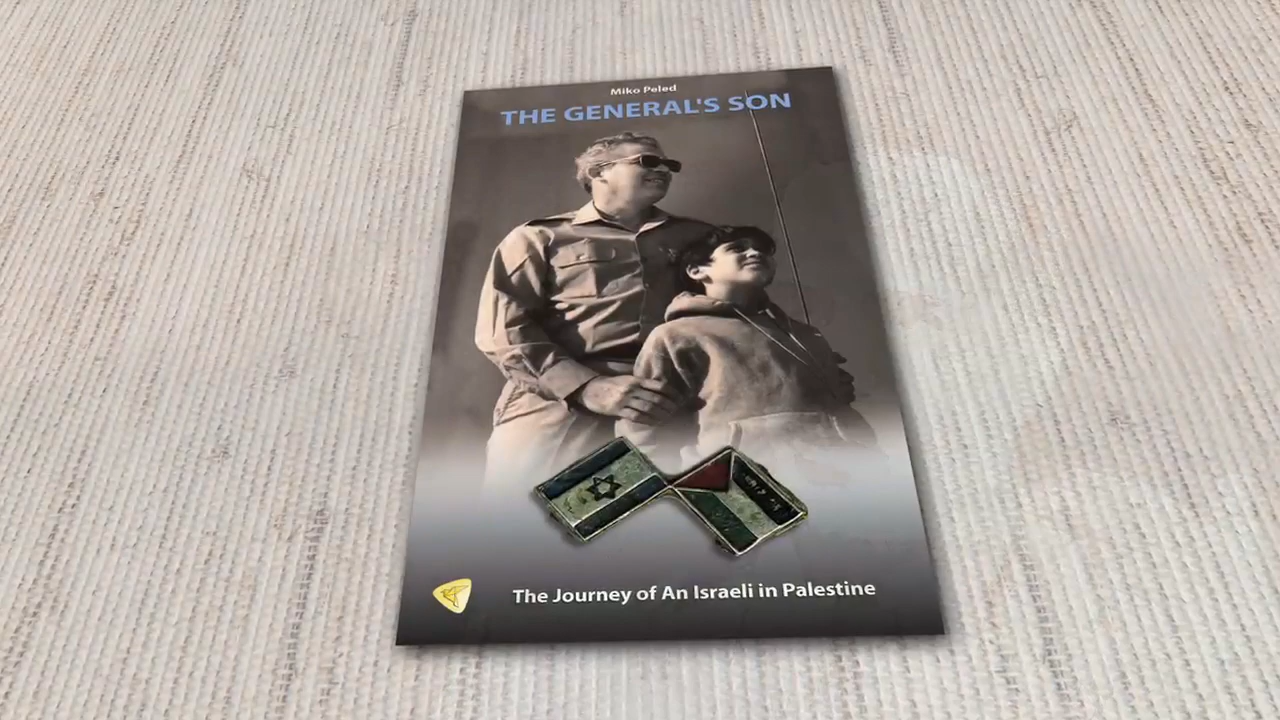 Miko Peled
THE GENERAL'S SON
The Journey of An Israeli in Palestine